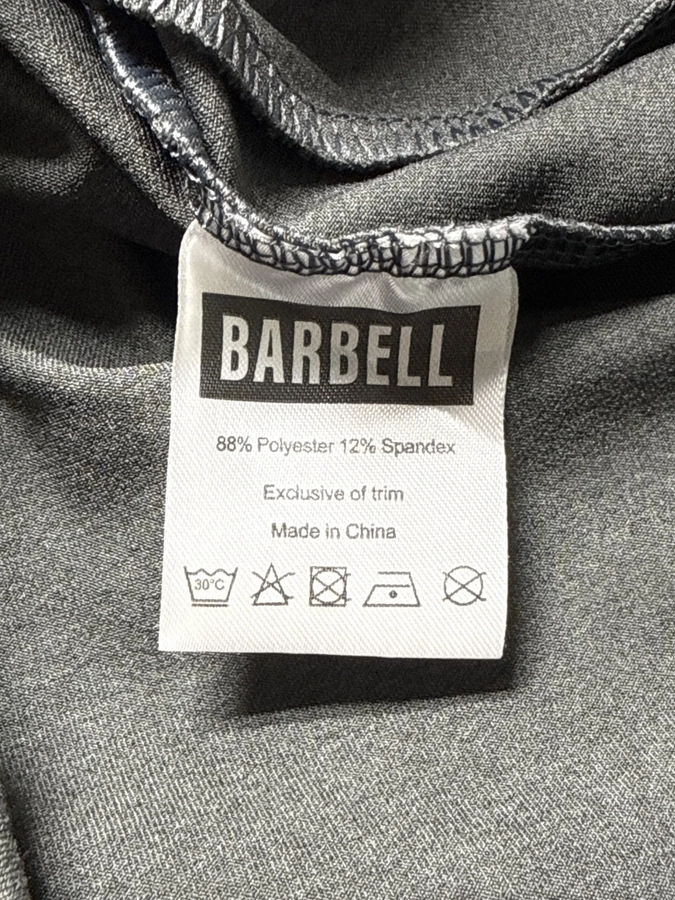 BARBELL
88% Polyester 12% Spandex
Exclusive of trim
Made in China
30°C